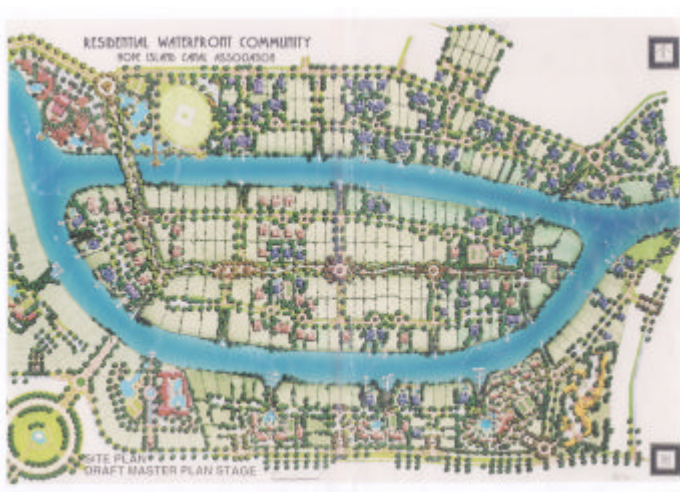 RESIDENTIAL WATERFRONT COMMUNITY
HOPE ISLAND CANAL ASSOCIATION
SITE PLAN
DRAFT MASTER PLAN STAGE